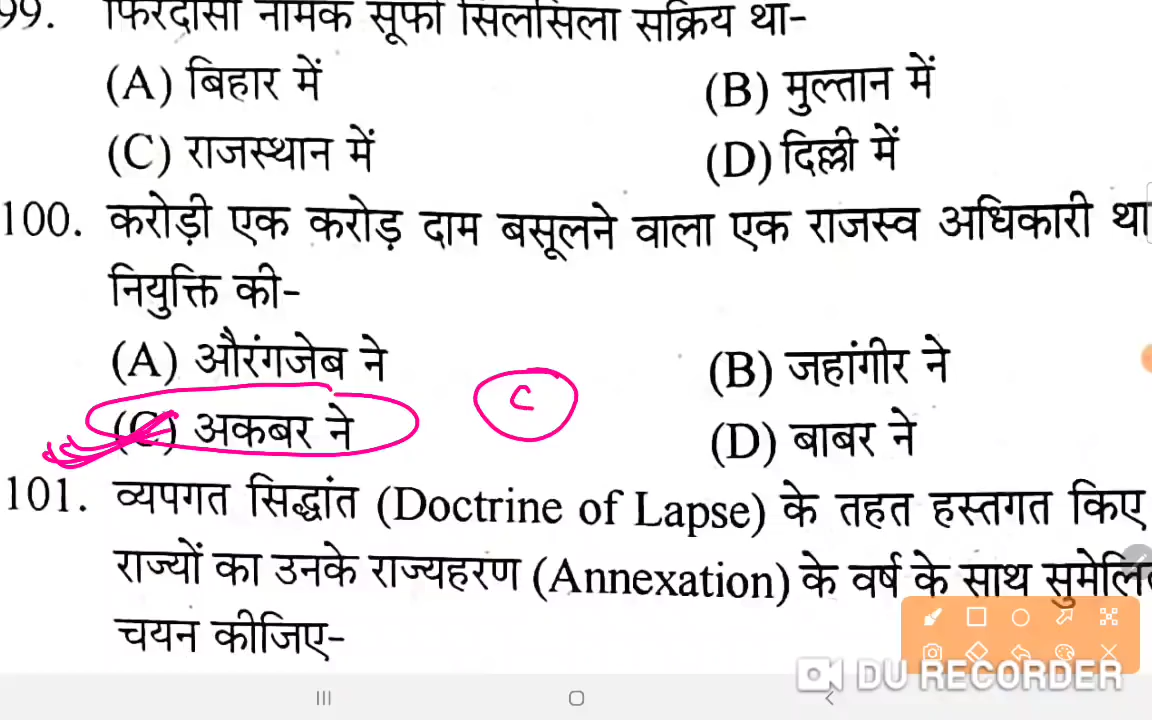 99. फिरदौसी नामक सूफी सिलसिला सक्रिय था-
(A) बिहार में (B) मुल्तान में
(C) राजस्थान में (D) दिल्ली में
100. करोड़ी एक करोड़ दाम बसूलने वाला एक राजस्व अधिकारी था
नियुक्ति की-
(A) औरंगजेब ने (B) जहांगीर ने
C
(C) अकबर ने (D) बाबर ने
101. व्यपगत सिद्धांत (Doctrine of Lapse) के तहत हस्तगत किए
राज्यों का उनके राज्यहरण (Annexation) के वर्ष के साथ
चयन कीजिए-
DU RECORDER